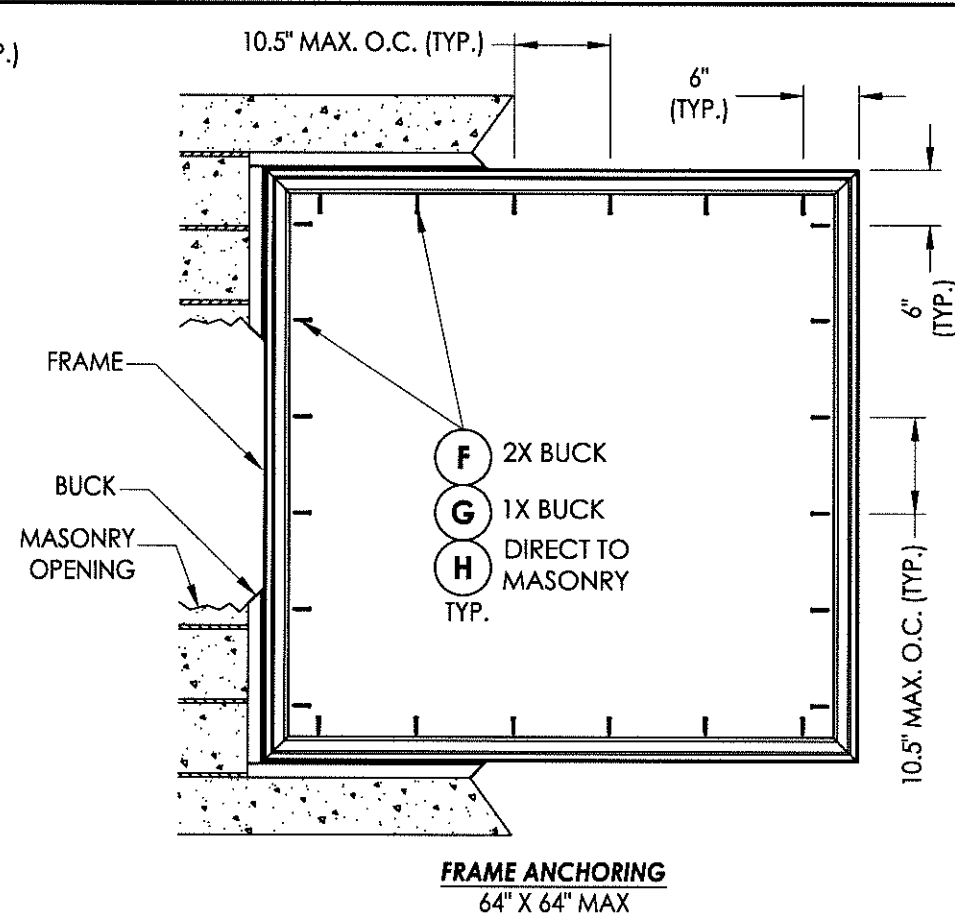 P.)
10.5" MAX. O.C. (TYP.)
6"
(TYP.)
6"
(TYP.)
FRAME
BUCK
MASONRY
OPENING
F 2X BUCK
G 1X BUCK
H DIRECT TO
MASONRY
TYP.
10.5" MAX. O.C. (TYP.)
FRAME ANCHORING
64" X 64" MAX